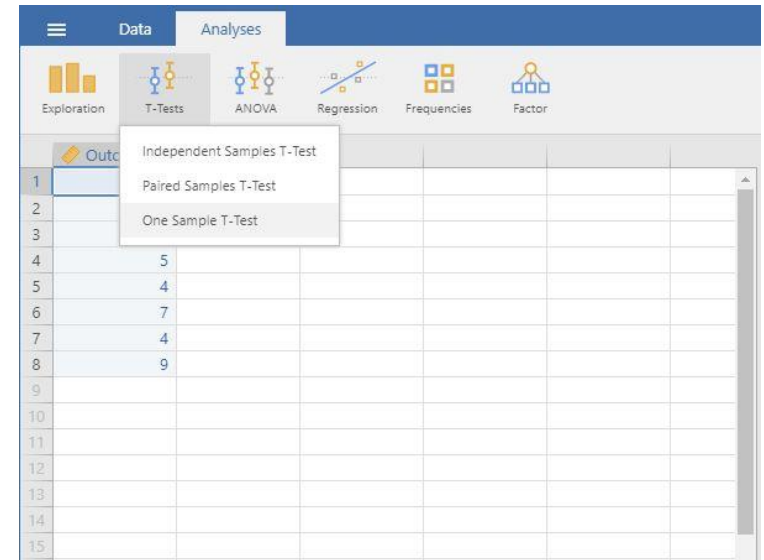 Data Analyses
Exploration T-Tests ANOVA Regression Frequencies Factor
Independent Samples T-Test
Paired Samples T-Test
One Sample T-Test
Outc
1
2
3
4 5
5 4
6 7
7 4
8 9
9
10
11
12
13
14
15